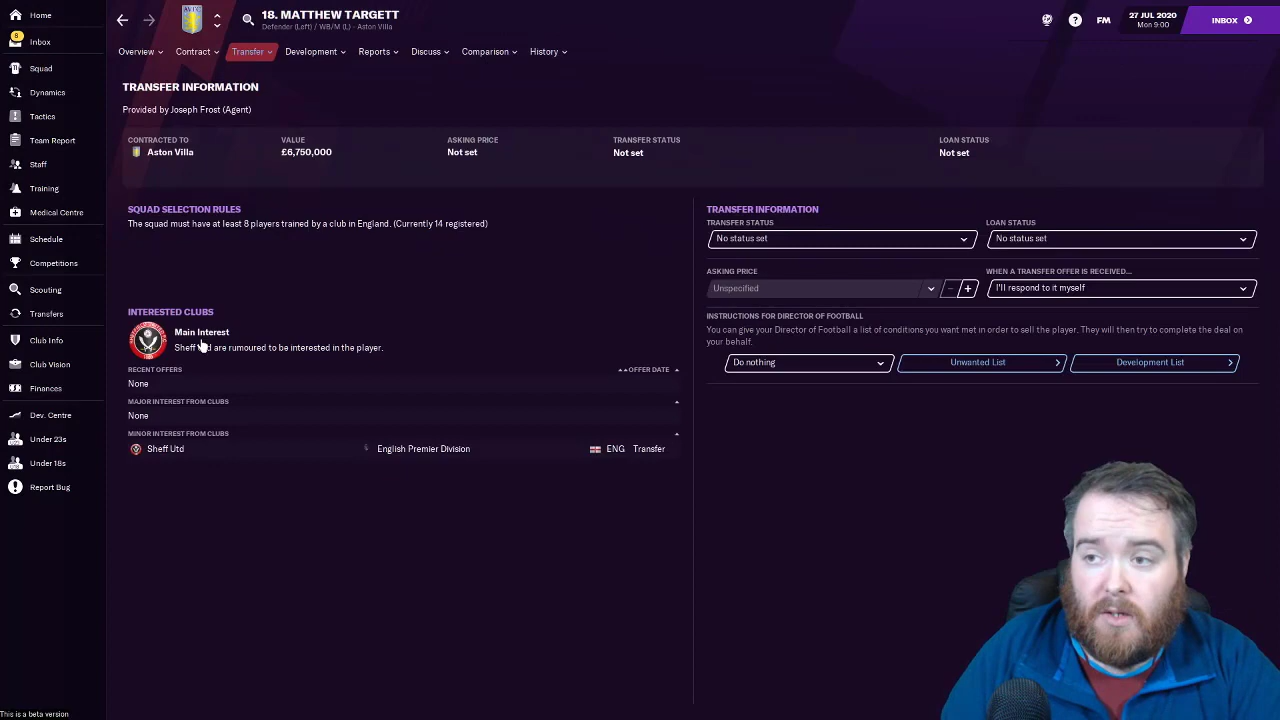 Home
8
Inbox
Squad
Dynamics
Tactics
Team Report
Staff
Training
Medical Centre
Schedule
Competitions
Scouting
Transfers
Club Info
Club Vision
Finances
Dev. Centre
Under 23s
Under 18s
Report Bug
This is a beta version
AVFC
18. MATTHEW TARGETT
Defender (Left) / WB/M (L) - Aston Villa
? FM 27 JUL 2020
Mon 9:00
INBOX
Overview Contract Transfer Development Reports Discuss Comparison History
TRANSFER INFORMATION
Provided by Joseph Frost (Agent)
CONTRACTED TO VALUE ASKING PRICE TRANSFER STATUS LOAN STATUS
Aston Villa £6,750,000 Not set Not set Not set
SQUAD SELECTION RULES
The squad must have at least 8 players trained by a club in England. (Currently 14 registered)
INTERESTED CLUBS
Main Interest
Sheff Utd are rumoured to be interested in the player.
RECENT OFFERS OFFER DATE
None
MAJOR INTEREST FROM CLUBS
None
MINOR INTEREST FROM CLUBS
Sheff Utd English Premier Division ENG Transfer
TRANSFER INFORMATION
TRANSFER STATUS LOAN STATUS
No status set No status set
ASKING PRICE WHEN A TRANSFER OFFER IS RECEIVED...
Unspecified - + I'll respond to it myself
INSTRUCTIONS FOR DIRECTOR OF FOOTBALL
You can give your Director of Football a list of conditions you want met in order to sell the player. They will then try to complete the deal on
your behalf.
Do nothing Unwanted List Development List